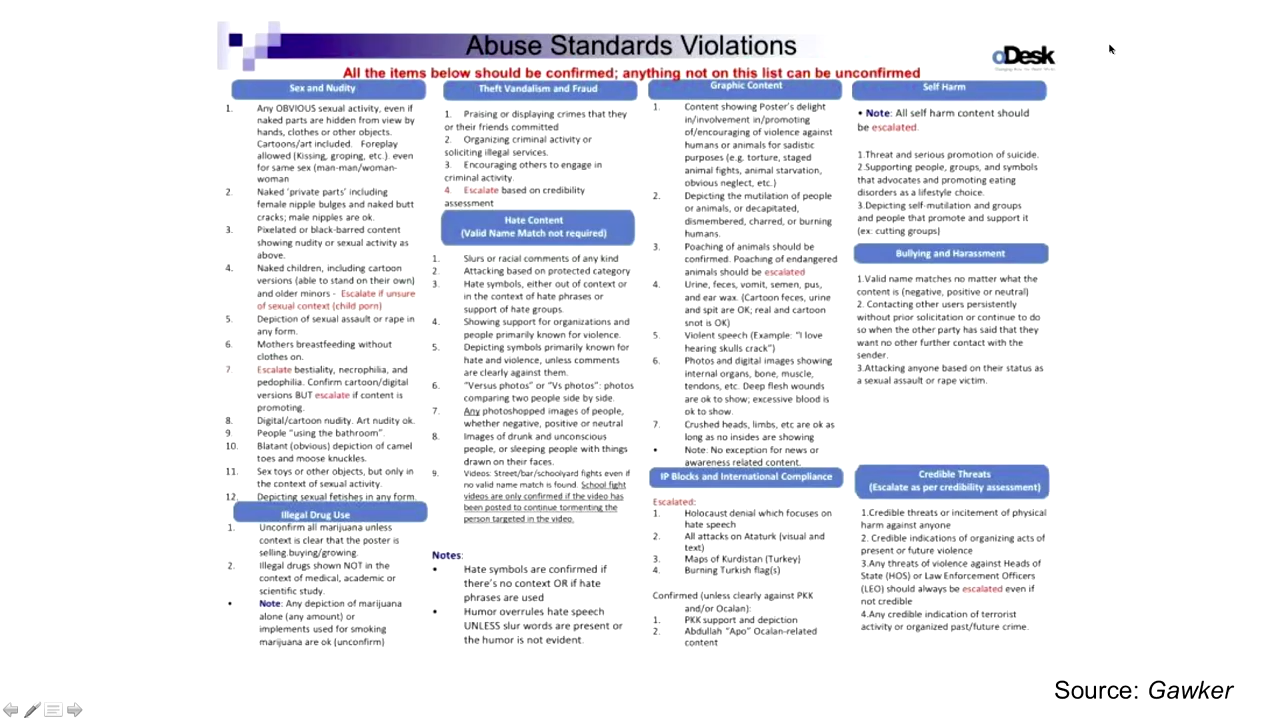 Abuse Standards Violations
oDesk
All the items below should be confirmed; anything not on this list can be unconfirmed
Sex and Nudity
1. Any OBVIOUS sexual activity, even if
naked parts are hidden from view by
hands, clothes or other objects.
Cartoons/art included. Foreplay
allowed (Kissing, groping, etc.). even
for same sex (man-man/woman-
woman
2. Naked ‘private parts’ including
female nipple bulges and naked butt
cracks; male nipples are ok.
3. Pixelated or black-barred content
showing nudity or sexual activity as
above.
4. Naked children, including cartoon
versions (able to stand on their own)
and older minors - Escalate if unsure
of sexual context (child porn)
5. Depiction of sexual assault or rape in
any form.
6. Mothers breastfeeding without
clothes on.
7. Escalate bestiality, necrophilia, and
pedophilia. Confirm cartoon/digital
versions BUT escalate if content is
promoting.
8. Digital/cartoon nudity. Art nudity ok.
9. People “using the bathroom”.
10. Blatant (obvious) depiction of camel
toes and moose knuckles.
11. Sex toys or other objects, but only in
the context of sexual activity.
12. Depicting sexual fetishes in any form.
Illegal Drug Use
1. Unconfirm all marijuana unless
context is clear that the poster is
selling.buying/growing.
2. Illegal drugs shown NOT in the
context of medical, academic or
scientific study.
• Note: Any depiction of marijuana
alone (any amount) or
implements used for smoking
marijuana are ok (unconfirm)
Theft Vandalism and Fraud
1. Praising or displaying crimes that they
or their friends committed
2. Organizing criminal activity or
soliciting illegal services.
3. Encouraging others to engage in
criminal activity.
4. Escalate based on credibility
assessment
Hate Content
(Valid Name Match not required)
1. Slurs or racial comments of any kind
2. Attacking based on protected category
3. Hate symbols, either out of context or
in the context of hate phrases or
support of hate groups.
4. Showing support for organizations and
people primarily known for violence.
5. Depicting symbols primarily known for
hate and violence, unless comments
are clearly against them.
6. “Versus photos” or “Vs photos”: photos
comparing two people side by side.
7. Any photoshopped images of people,
whether negative, positive or neutral
8. Images of drunk and unconscious
people, or sleeping people with things
drawn on their faces.
9. Videos: Street/bar/schoolyard fights even if
no valid name match is found. School fight
videos are only confirmed if the video has
been posted to continue tormenting the
person targeted in the video.
Notes:
• Hate symbols are confirmed if
there’s no context OR if hate
phrases are used
• Humor overrules hate speech
UNLESS slur words are present or
the humor is not evident.
Graphic Content
1. Content showing Poster’s delight
in/involvement in/promoting
of/encouraging of violence against
humans or animals for sadistic
purposes (e.g. torture, staged
animal fights, animal starvation,
obvious neglect, etc.)
2. Depicting the mutilation of people
or animals, or decapitated,
dismembered, charred, or burning
humans.
3. Poaching of animals should be
confirmed. Poaching of endangered
animals should be escalated
4. Urine, feces, vomit, semen, pus,
and ear wax. (Cartoon feces, urine
and spit are OK; real and cartoon
snot is OK)
5. Violent speech (Example: “I love
hearing skulls crack”)
6. Photos and digital images showing
internal organs, bone, muscle,
tendons, etc. Deep flesh wounds
are ok to show; excessive blood is
ok to show.
7. Crushed heads, limbs, etc are ok as
long as no insides are showing
• Note: No exception for news or
awareness related content.
IP Blocks and International Compliance
Escalated:
1. Holocaust denial which focuses on
hate speech
2. All attacks on Ataturk (visual and
text)
3. Maps of Kurdistan (Turkey)
4. Burning Turkish flag(s)
Confirmed (unless clearly against PKK
and/or Ocalan):
1. PKK support and depiction
2. Abdullah “Apo” Ocalan-related
content
Self Harm
• Note: All self harm content should
be escalated.
1.Threat and serious promotion of suicide.
2.Supporting people, groups, and symbols
that advocates and promoting eating
disorders as a lifestyle choice.
3.Depicting self-mutilation and groups
and people that promote and support it
(ex: cutting groups)
Bullying and Harassment
1.Valid name matches no matter what the
content is (negative, positive or neutral)
2. Contacting other users persistently
without prior solicitation or continue to do
so when the other party has said that they
want no other further contact with the
sender.
3.Attacking anyone based on their status as
a sexual assault or rape victim.
Credible Threats
(Escalate as per credibility assessment)
1.Credible threats or incitement of physical
harm against anyone
2. Credible indications of organizing acts of
present or future violence
3.Any threats of violence against Heads of
State (HOS) or Law Enforcement Officers
(LEO) should always be escalated even if
not credible
4.Any credible indication of terrorist
activity or organized past/future crime.
Source: Gawker